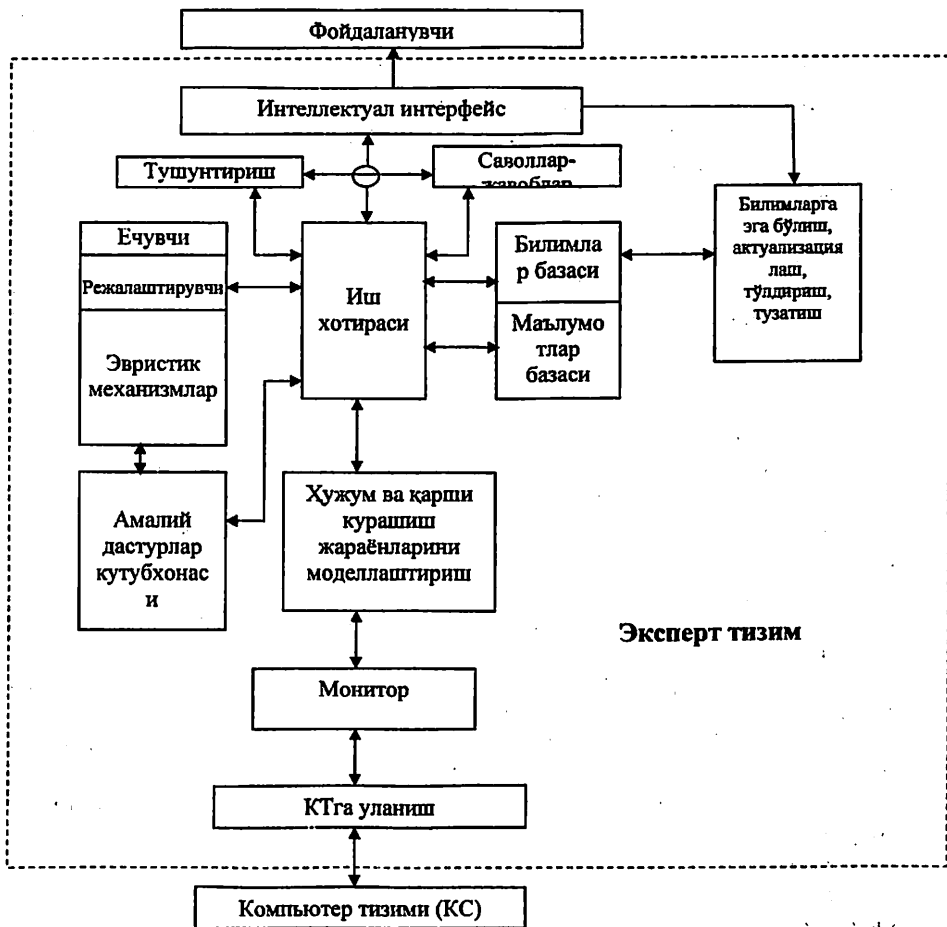 Фойдаланувчи
Интеллектуал интерфейс
Тушунтириш
Саволлар-
жавоблар
Билимларга
эга бўлиш,
актуализация
лаш,
тўлдириш,
тузатиш
Ечувчи
Режалаштирувчи
Эвристик
механизмлар
Иш
хотираси
Билимла
р базаси
Маълумо
тлар
базаси
Амалий
дастурлар
кутубхонас
и
Ҳужум ва қарши
курашиш
жараёнларини
моделлаштириш
Эксперт тизим
Монитор
КТга уланиш
Компьютер тизими (КС)